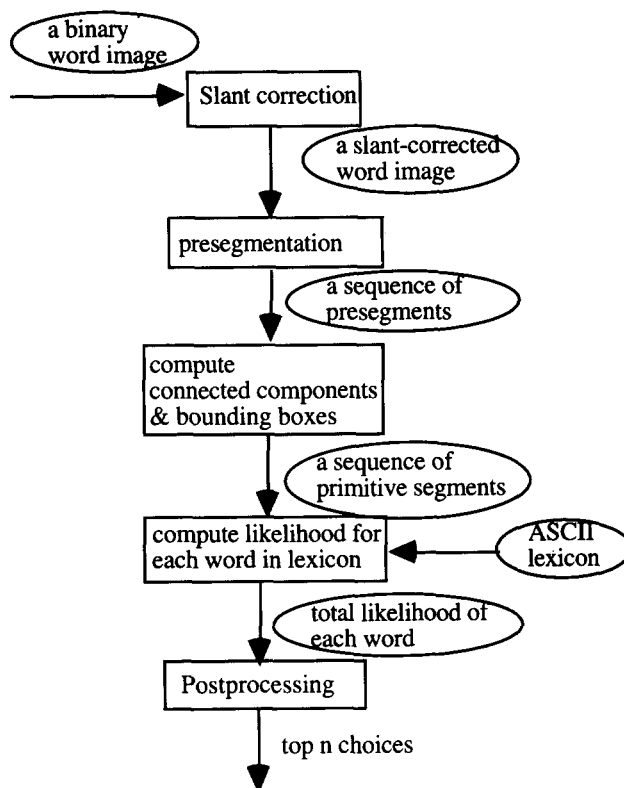 a binary
word image
Slant correction
a slant-corrected
word image
presegmentation
a sequence of
presegments
compute
connected components
& bounding boxes
a sequence of
primitive segments
compute likelihood for
each word in lexicon
ASCII
lexicon
total likelihood of
each word
Postprocessing
top n choices